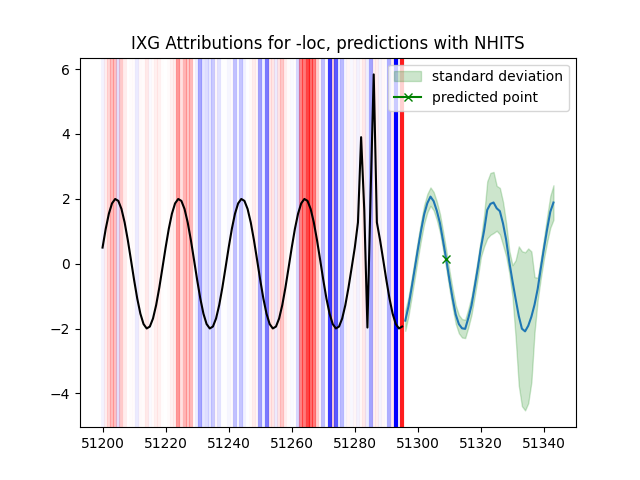 IXG Attributions for -loc, predictions with NHITS
standard deviation
predicted point
6
4
2
0
−2
−4
51200 51220 51240 51260 51280 51300 51320 51340